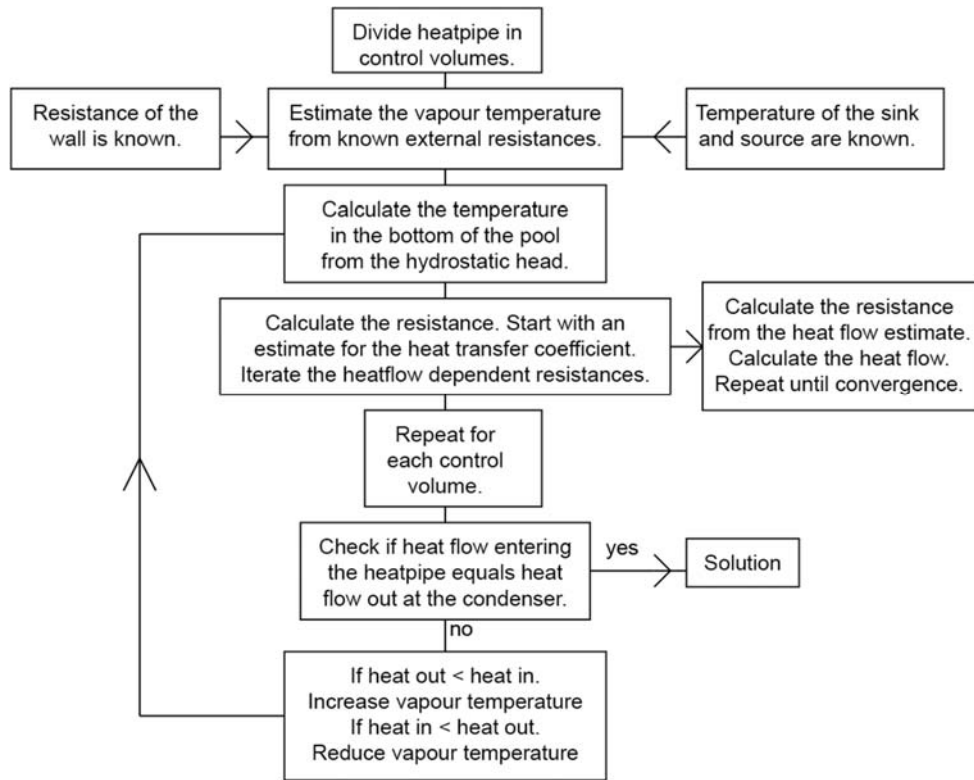 Divide heatpipe in
control volumes.
Resistance of the
wall is known.
Estimate the vapour temperature
from known external resistances.
Temperature of the sink
and source are known.
Calculate the temperature
in the bottom of the pool
from the hydrostatic head.
Calculate the resistance. Start with an
estimate for the heat transfer coefficient.
Iterate the heatflow dependent resistances.
Calculate the resistance
from the heat flow estimate.
Calculate the heat flow.
Repeat until convergence.
Repeat for
each control
volume.
Check if heat flow entering
the heatpipe equals heat
flow out at the condenser.
yes
Solution
no
If heat out < heat in.
Increase vapour temperature
If heat in < heat out.
Reduce vapour temperature